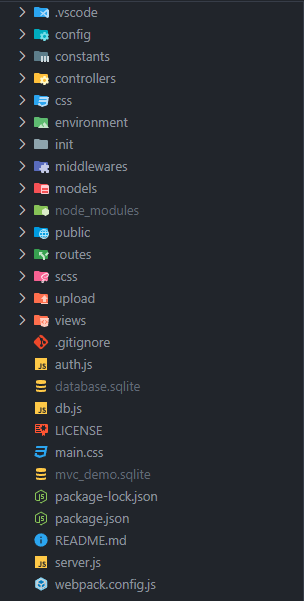 .vscode
config
constants
controllers
css
environment
init
middlewares
models
node_modules
public
routes
scss
upload
views
.gitignore
auth.js
database.sqlite
db.js
LICENSE
main.css
mvc_demo.sqlite
package-lock.json
package.json
README.md
server.js
webpack.config.js